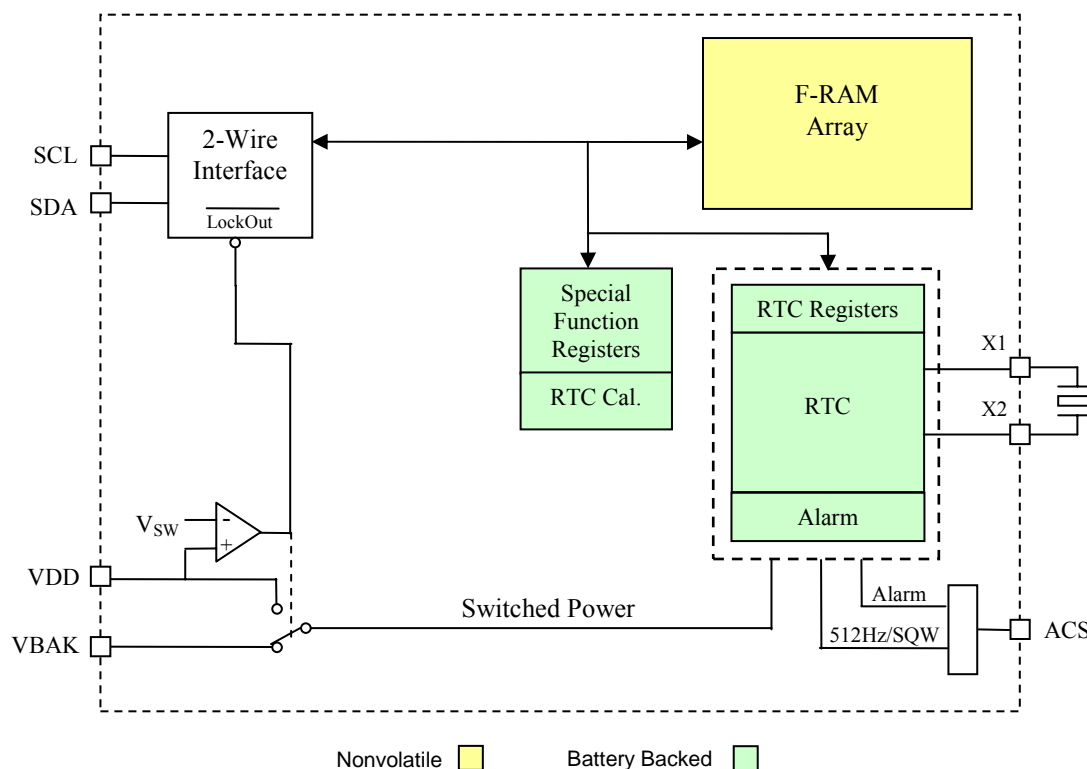 F-RAM
Array
2-Wire
Interface
LockOut
SCL
SDA
Special
Function
Registers
RTC Cal.
RTC Registers
RTC
Alarm
X1
X2
VSW
-
+
VDD
VBAK
Switched Power
Alarm
512Hz/SQW
ACS
Nonvolatile
Battery Backed